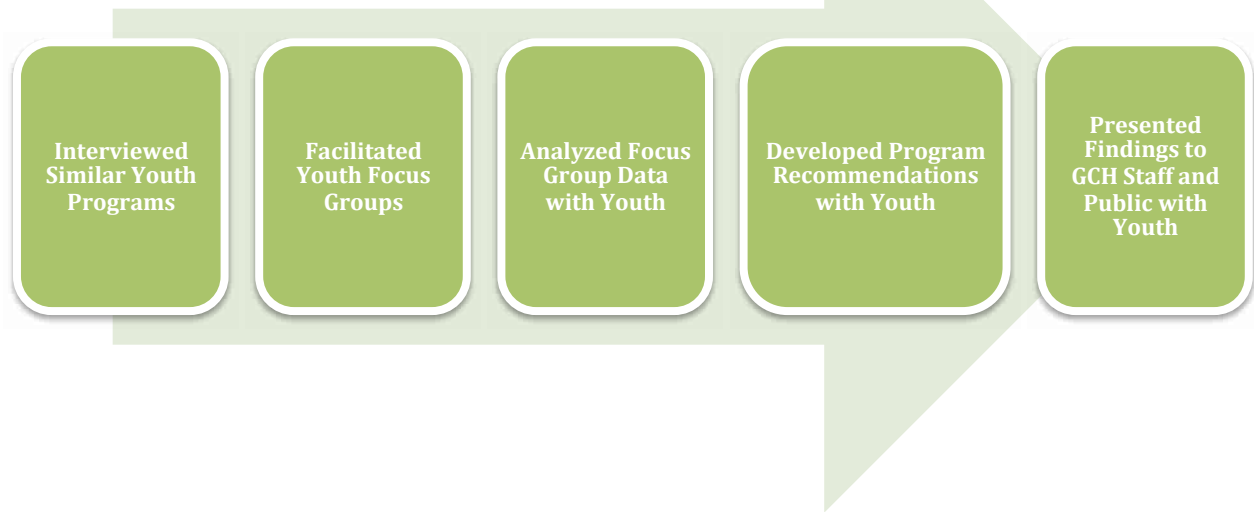 Interviewed
Similar Youth
Programs
Facilitated
Youth Focus
Groups
Analyzed Focus
Group Data
with Youth
Developed Program
Recommendations
with Youth
Presented
Findings to
GCH Staff and
Public with
Youth